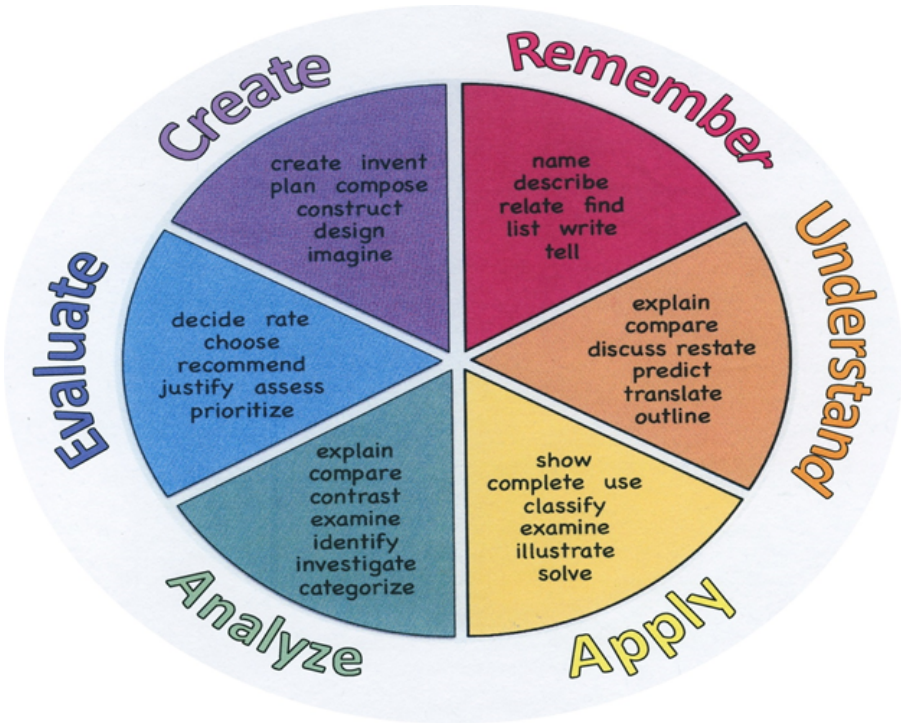 Remember
name
describe
relate find
list write
tell
Understand
explain
compare
discuss restate
predict
translate
outline
Apply
show
complete use
classify
examine
illustrate
solve
Analyze
explain
compare
contrast
examine
identify
investigate
categorize
Evaluate
decide rate
choose
recommend
justify assess
prioritize
Create
create invent
plan compose
construct
design
imagine